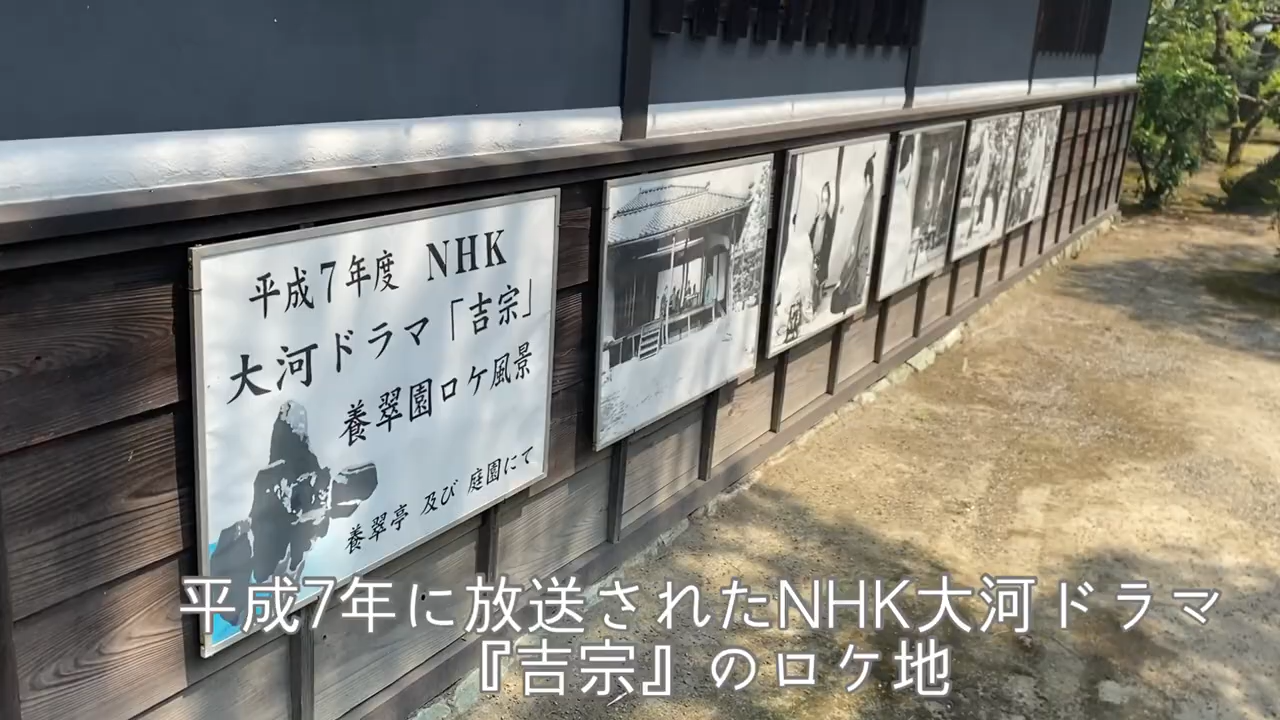 平成7年度 NHK
大河ドラマ「吉宗」
養翠園ロケ風景
養翠亭 及び 庭園にて
平成7年に放送されたNHK大河ドラマ
『吉宗』のロケ地